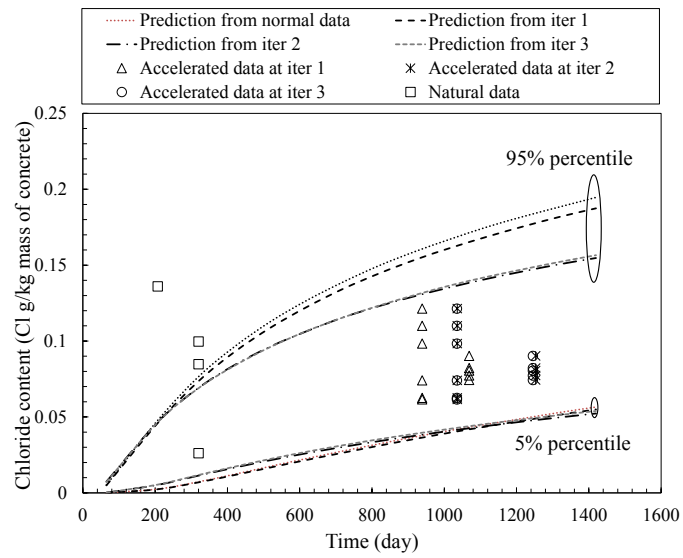 Prediction from normal data
Prediction from iter 1
Prediction from iter 2
Prediction from iter 3
Accelerated data at iter 1
Accelerated data at iter 2
Accelerated data at iter 3
Natural data
Chloride content (Cl g/kg mass of concrete)
0.25
0.2
0.15
0.1
0.05
0
95% percentile
5% percentile
0 200 400 600 800 1000 1200 1400 1600
Time (day)